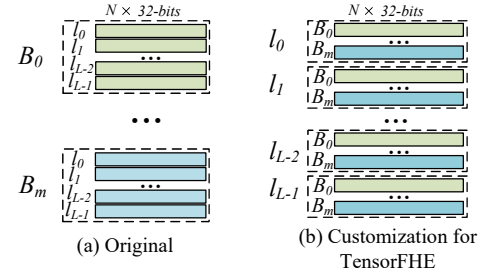 N × 32-bits
B0
l0
l1
...
lL-2
lL-1
...
Bm
l0
l1
...
lL-2
lL-1
(a) Original
N × 32-bits
l0
B0
...
Bm
l1
B0
...
Bm
...
lL-2
B0
...
Bm
lL-1
B0
...
Bm
(b) Customization for
TensorFHE